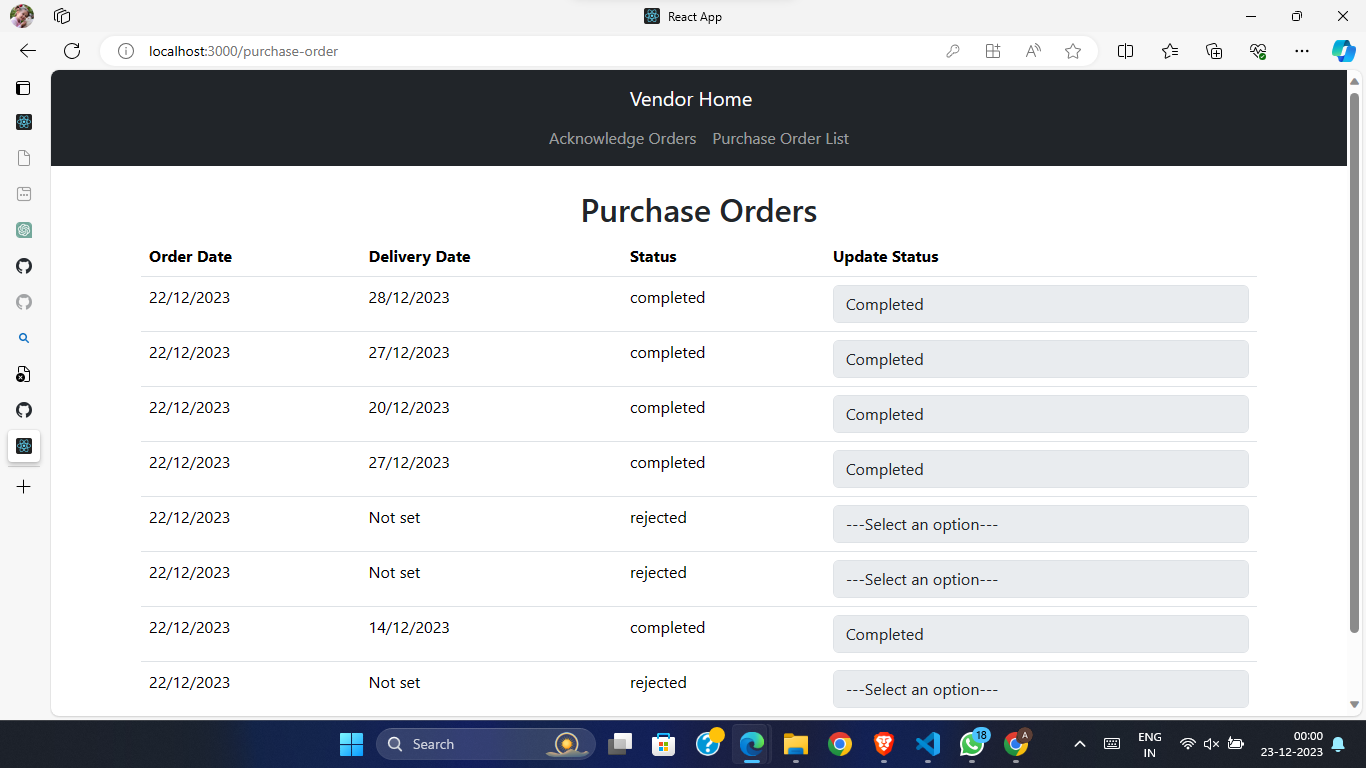 React App
localhost:3000/purchase-order
Vendor Home
Acknowledge Orders Purchase Order List
Purchase Orders
Order Date Delivery Date Status Update Status
22/12/2023 28/12/2023 completed Completed
22/12/2023 27/12/2023 completed Completed
22/12/2023 20/12/2023 completed Completed
22/12/2023 27/12/2023 completed Completed
22/12/2023 Not set rejected ---Select an option---
22/12/2023 Not set rejected ---Select an option---
22/12/2023 14/12/2023 completed Completed
22/12/2023 Not set rejected ---Select an option---
Search 18 A ENG 00:00
IN 23-12-2023